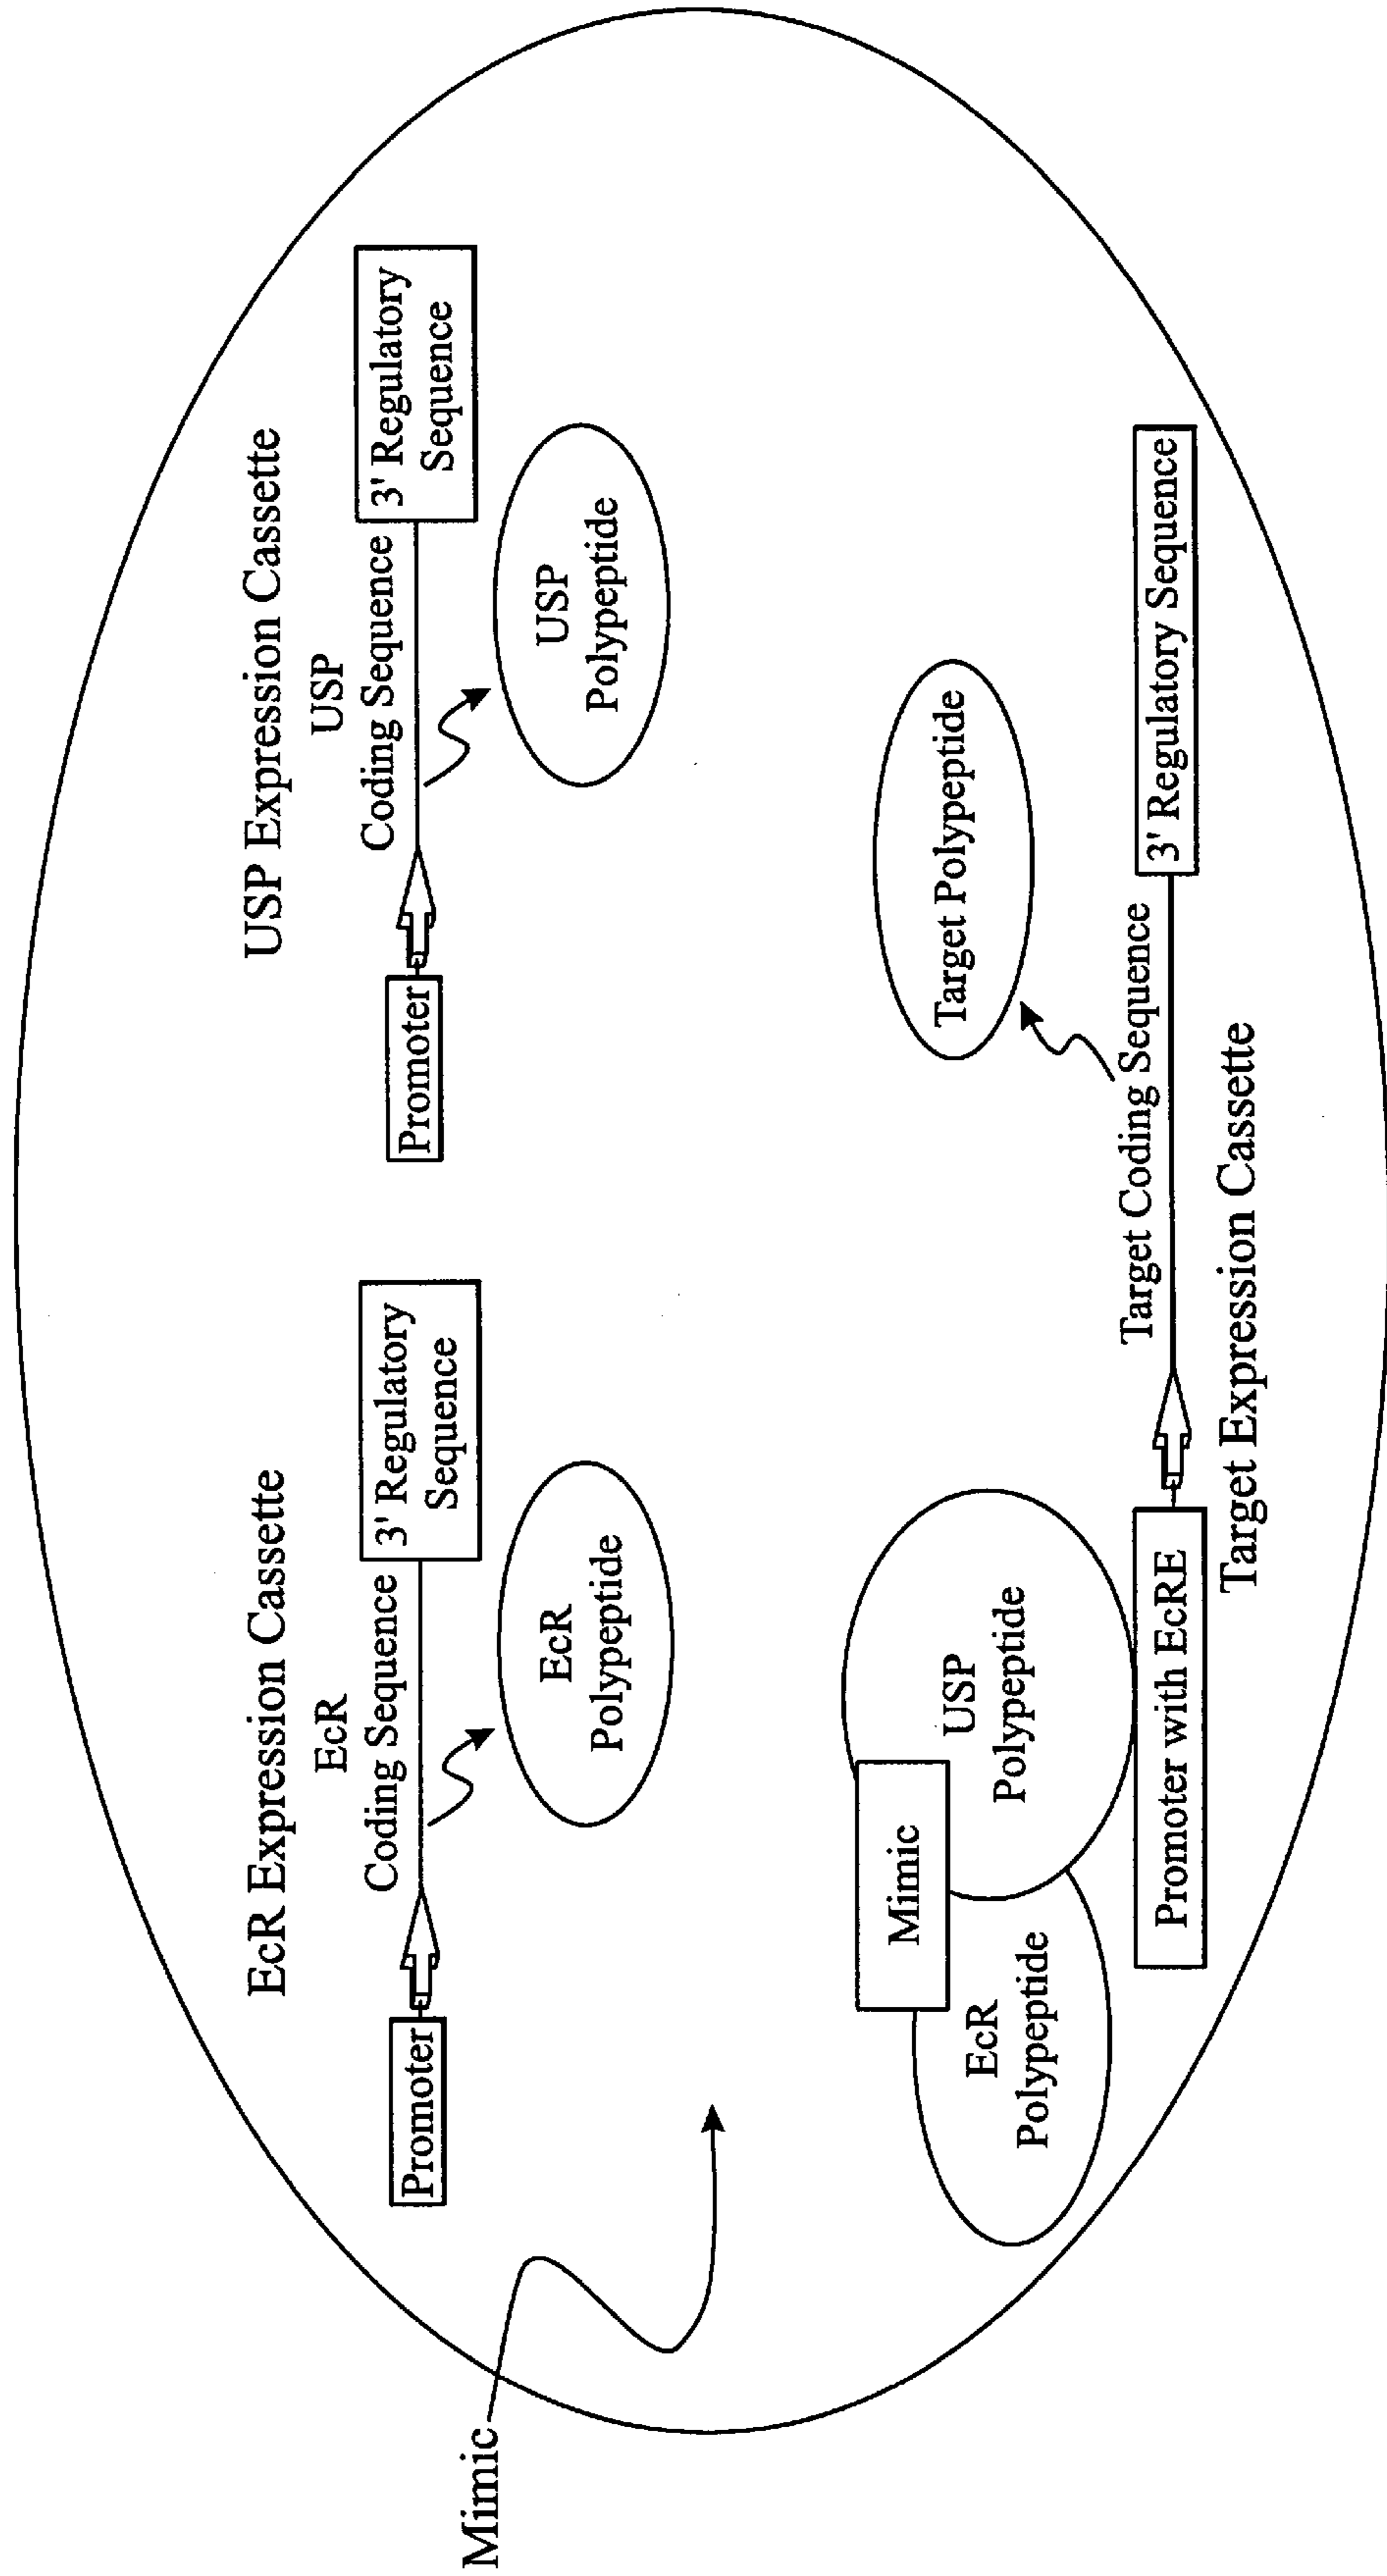 EcR Expression Cassette
EcR
Coding Sequence
Promoter
3' Regulatory
Sequence
EcR
Polypeptide
USP Expression Cassette
USP
Coding Sequence
Promoter
3' Regulatory
Sequence
USP
Polypeptide
Mimic
Mimic
EcR
Polypeptide
USP
Polypeptide
Promoter with EcRE
Target Polypeptide
Target Coding Sequence
3' Regulatory Sequence
Target Expression Cassette